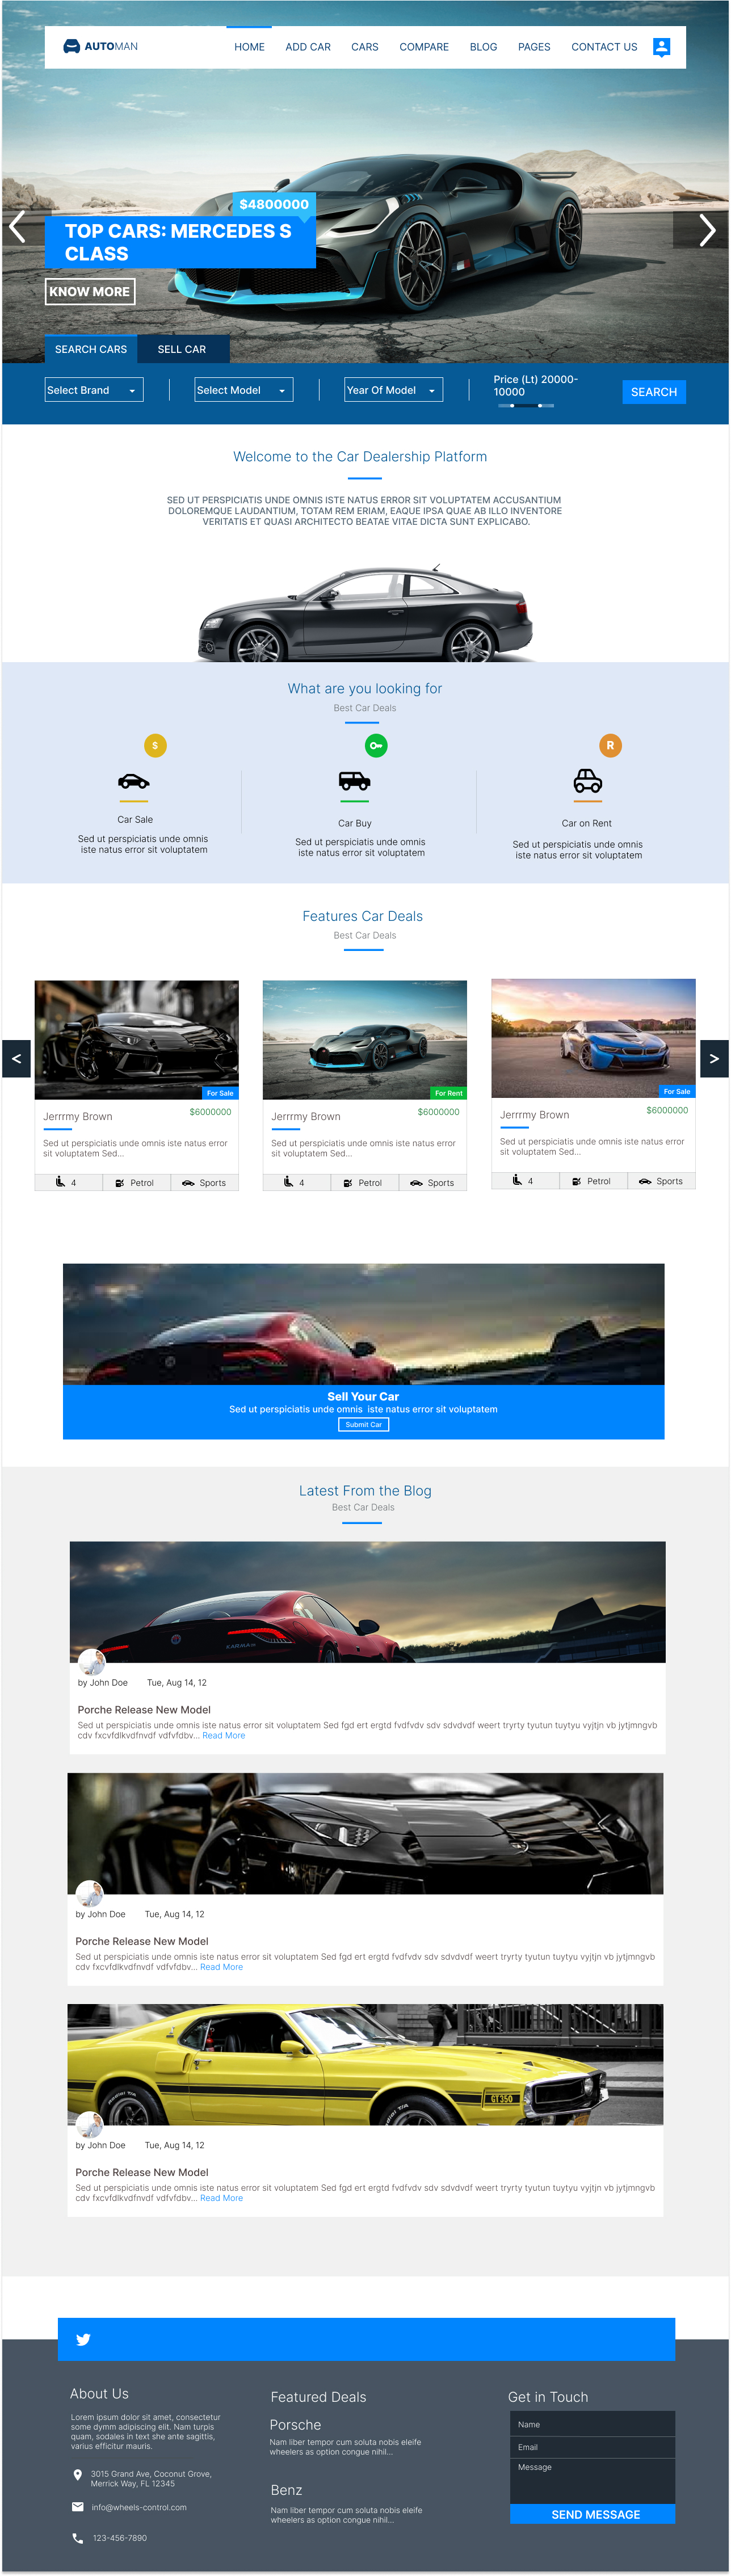 AUTOMAN
HOME ADD CAR CARS COMPARE BLOG PAGES CONTACT US
$4800000
TOP CARS: MERCEDES S
CLASS
KNOW MORE
SEARCH CARS SELL CAR
Select Brand Select Model Year Of Model Price (Lt) 20000-
10000
SEARCH
Welcome to the Car Dealership Platform
SED UT PERSPICIATIS UNDE OMNIS ISTE NATUS ERROR SIT VOLUPTATEM ACCUSANTIUM
DOLOREMQUE LAUDANTIUM, TOTAM REM ERIAM, EAQUE IPSA QUAE AB ILLO INVENTORE
VERITATIS ET QUASI ARCHITECTO BEATAE VITAE DICTA SUNT EXPLICABO.
What are you looking for
Best Car Deals
$ R
Car Sale
Sed ut perspiciatis unde omnis
iste natus error sit voluptatem
Car Buy
Sed ut perspiciatis unde omnis
iste natus error sit voluptatem
Car on Rent
Sed ut perspiciatis unde omnis
iste natus error sit voluptatem
Features Car Deals
Best Car Deals
< >
For Sale
Jerrrmy Brown $6000000
Sed ut perspiciatis unde omnis iste natus error
sit voluptatem Sed...
4 Petrol Sports
For Rent
Jerrrmy Brown $6000000
Sed ut perspiciatis unde omnis iste natus error
sit voluptatem Sed...
4 Petrol Sports
For Sale
Jerrrmy Brown $6000000
Sed ut perspiciatis unde omnis iste natus error
sit voluptatem Sed...
4 Petrol Sports
Sell Your Car
Sed ut perspiciatis unde omnis iste natus error sit voluptatem
Submit Car
Latest From the Blog
Best Car Deals
KARMA
by John Doe Tue, Aug 14, 12
Porche Release New Model
Sed ut perspiciatis unde omnis iste natus error sit voluptatem Sed fgd ert ergtd fvdfvdv sdv sdvdvdf weert tryrty tyutun tuytyu vyjtjn vb jytjmngvb
cdv fxcvfdlkvdfnvdf vdfvfdbv... Read More
by John Doe Tue, Aug 14, 12
Porche Release New Model
Sed ut perspiciatis unde omnis iste natus error sit voluptatem Sed fgd ert ergtd fvdfvdv sdv sdvdvdf weert tryrty tyutun tuytyu vyjtjn vb jytjmngvb
cdv fxcvfdlkvdfnvdf vdfvfdbv... Read More
GT350
by John Doe Tue, Aug 14, 12
Porche Release New Model
Sed ut perspiciatis unde omnis iste natus error sit voluptatem Sed fgd ert ergtd fvdfvdv sdv sdvdvdf weert tryrty tyutun tuytyu vyjtjn vb jytjmngvb
cdv fxcvfdlkvdfnvdf vdfvfdbv... Read More
About Us
Lorem ipsum dolor sit amet, consectetur
some dymm adipiscing elit. Nam turpis
quam, sodales in text she ante sagittis,
varius efficitur mauris.
3015 Grand Ave, Coconut Grove,
Merrick Way, FL 12345
info@wheels-control.com
123-456-7890
Featured Deals
Porsche
Nam liber tempor cum soluta nobis eleife
wheelers as option congue nihil...
Benz
Nam liber tempor cum soluta nobis eleife
wheelers as option congue nihil...
Get in Touch
Name
Email
Message
SEND MESSAGE